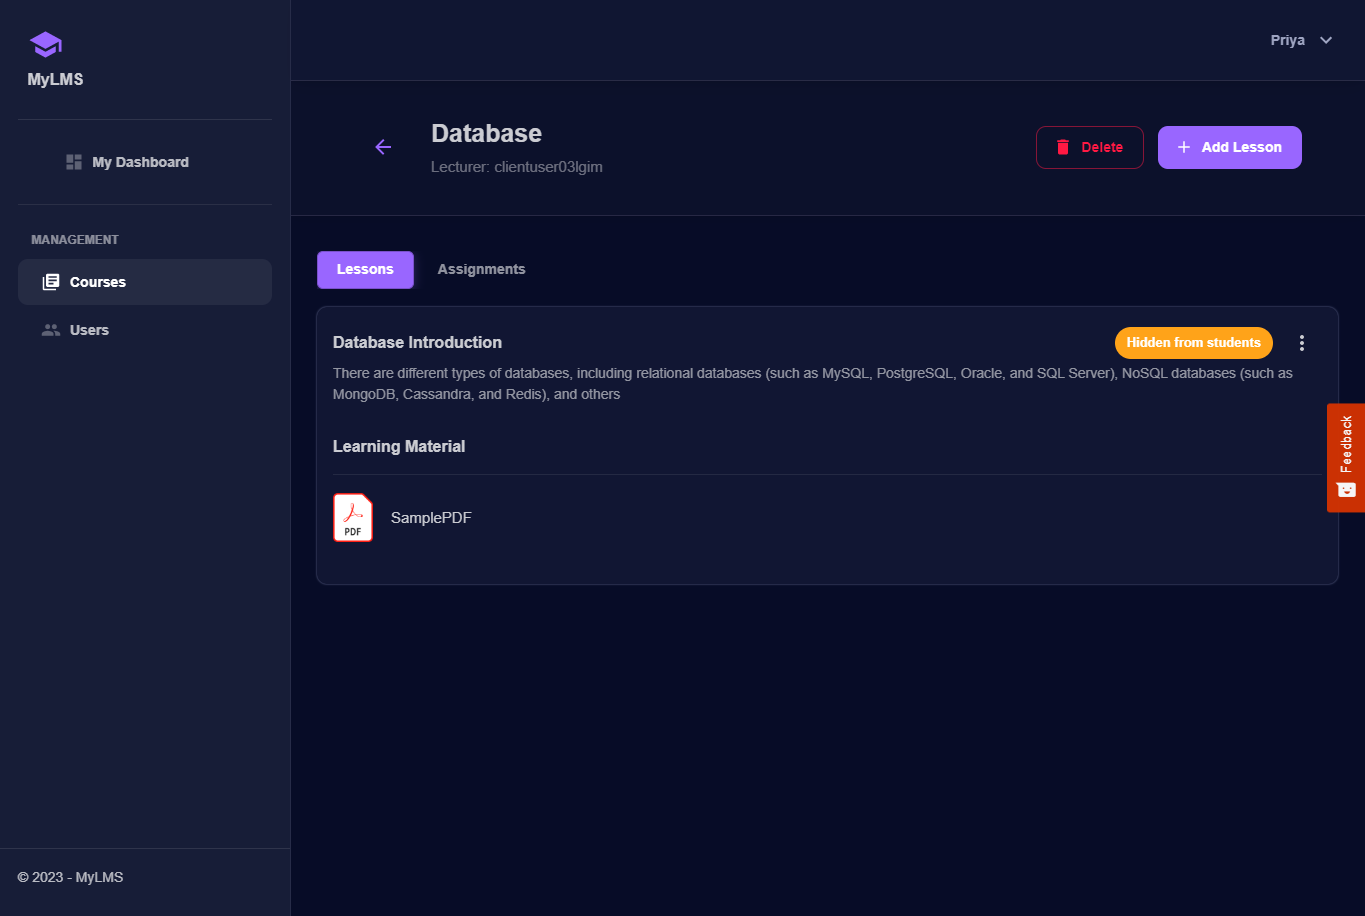 MyLMS
My Dashboard
MANAGEMENT
Courses
Users
© 2023 - MyLMS
Priya
Database
Lecturer: clientuser03lgim
Delete
Add Lesson
Lessons
Assignments
Database Introduction
Hidden from students
There are different types of databases, including relational databases (such as MySQL, PostgreSQL, Oracle, and SQL Server), NoSQL databases (such as
MongoDB, Cassandra, and Redis), and others
Learning Material
PDF
SamplePDF
Feedback